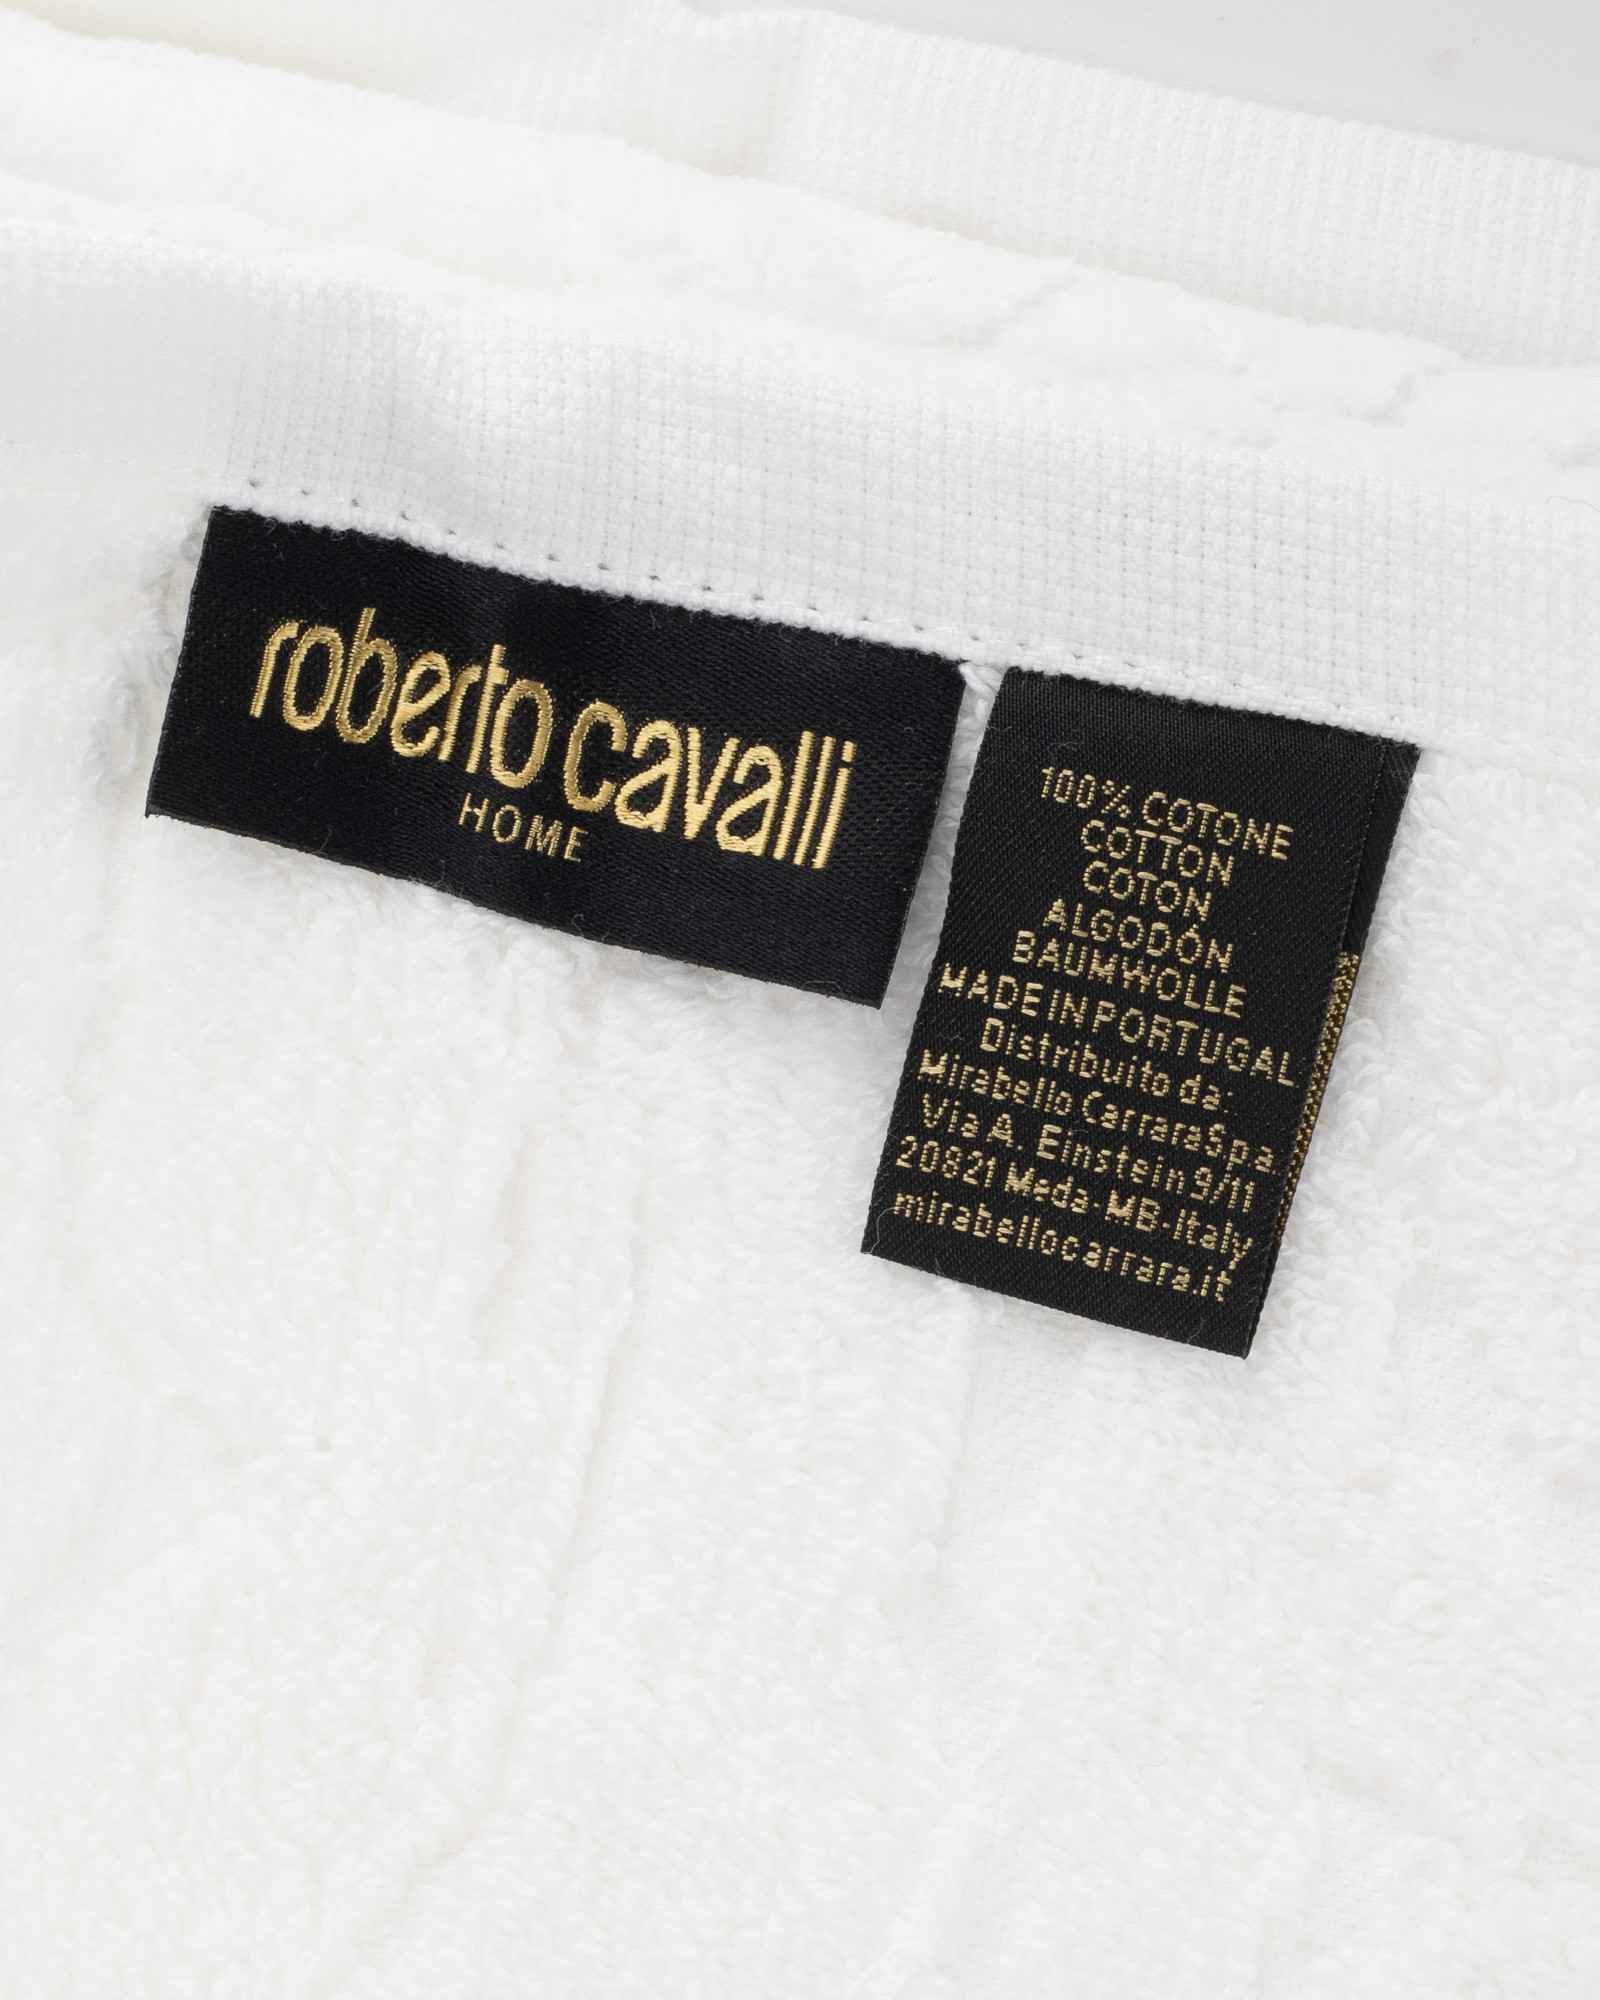 roberto cavalli
HOME
100% COTONE
COTTON
COTON
ALGODÓN
BAUMWOLLE
MADE IN PORTUGAL
Distribuito da:
Mirabello Carrara S.p.a.
Via A. Einstein 9/11
20821 Meda-MB-Italy
mirabellocarrara.it